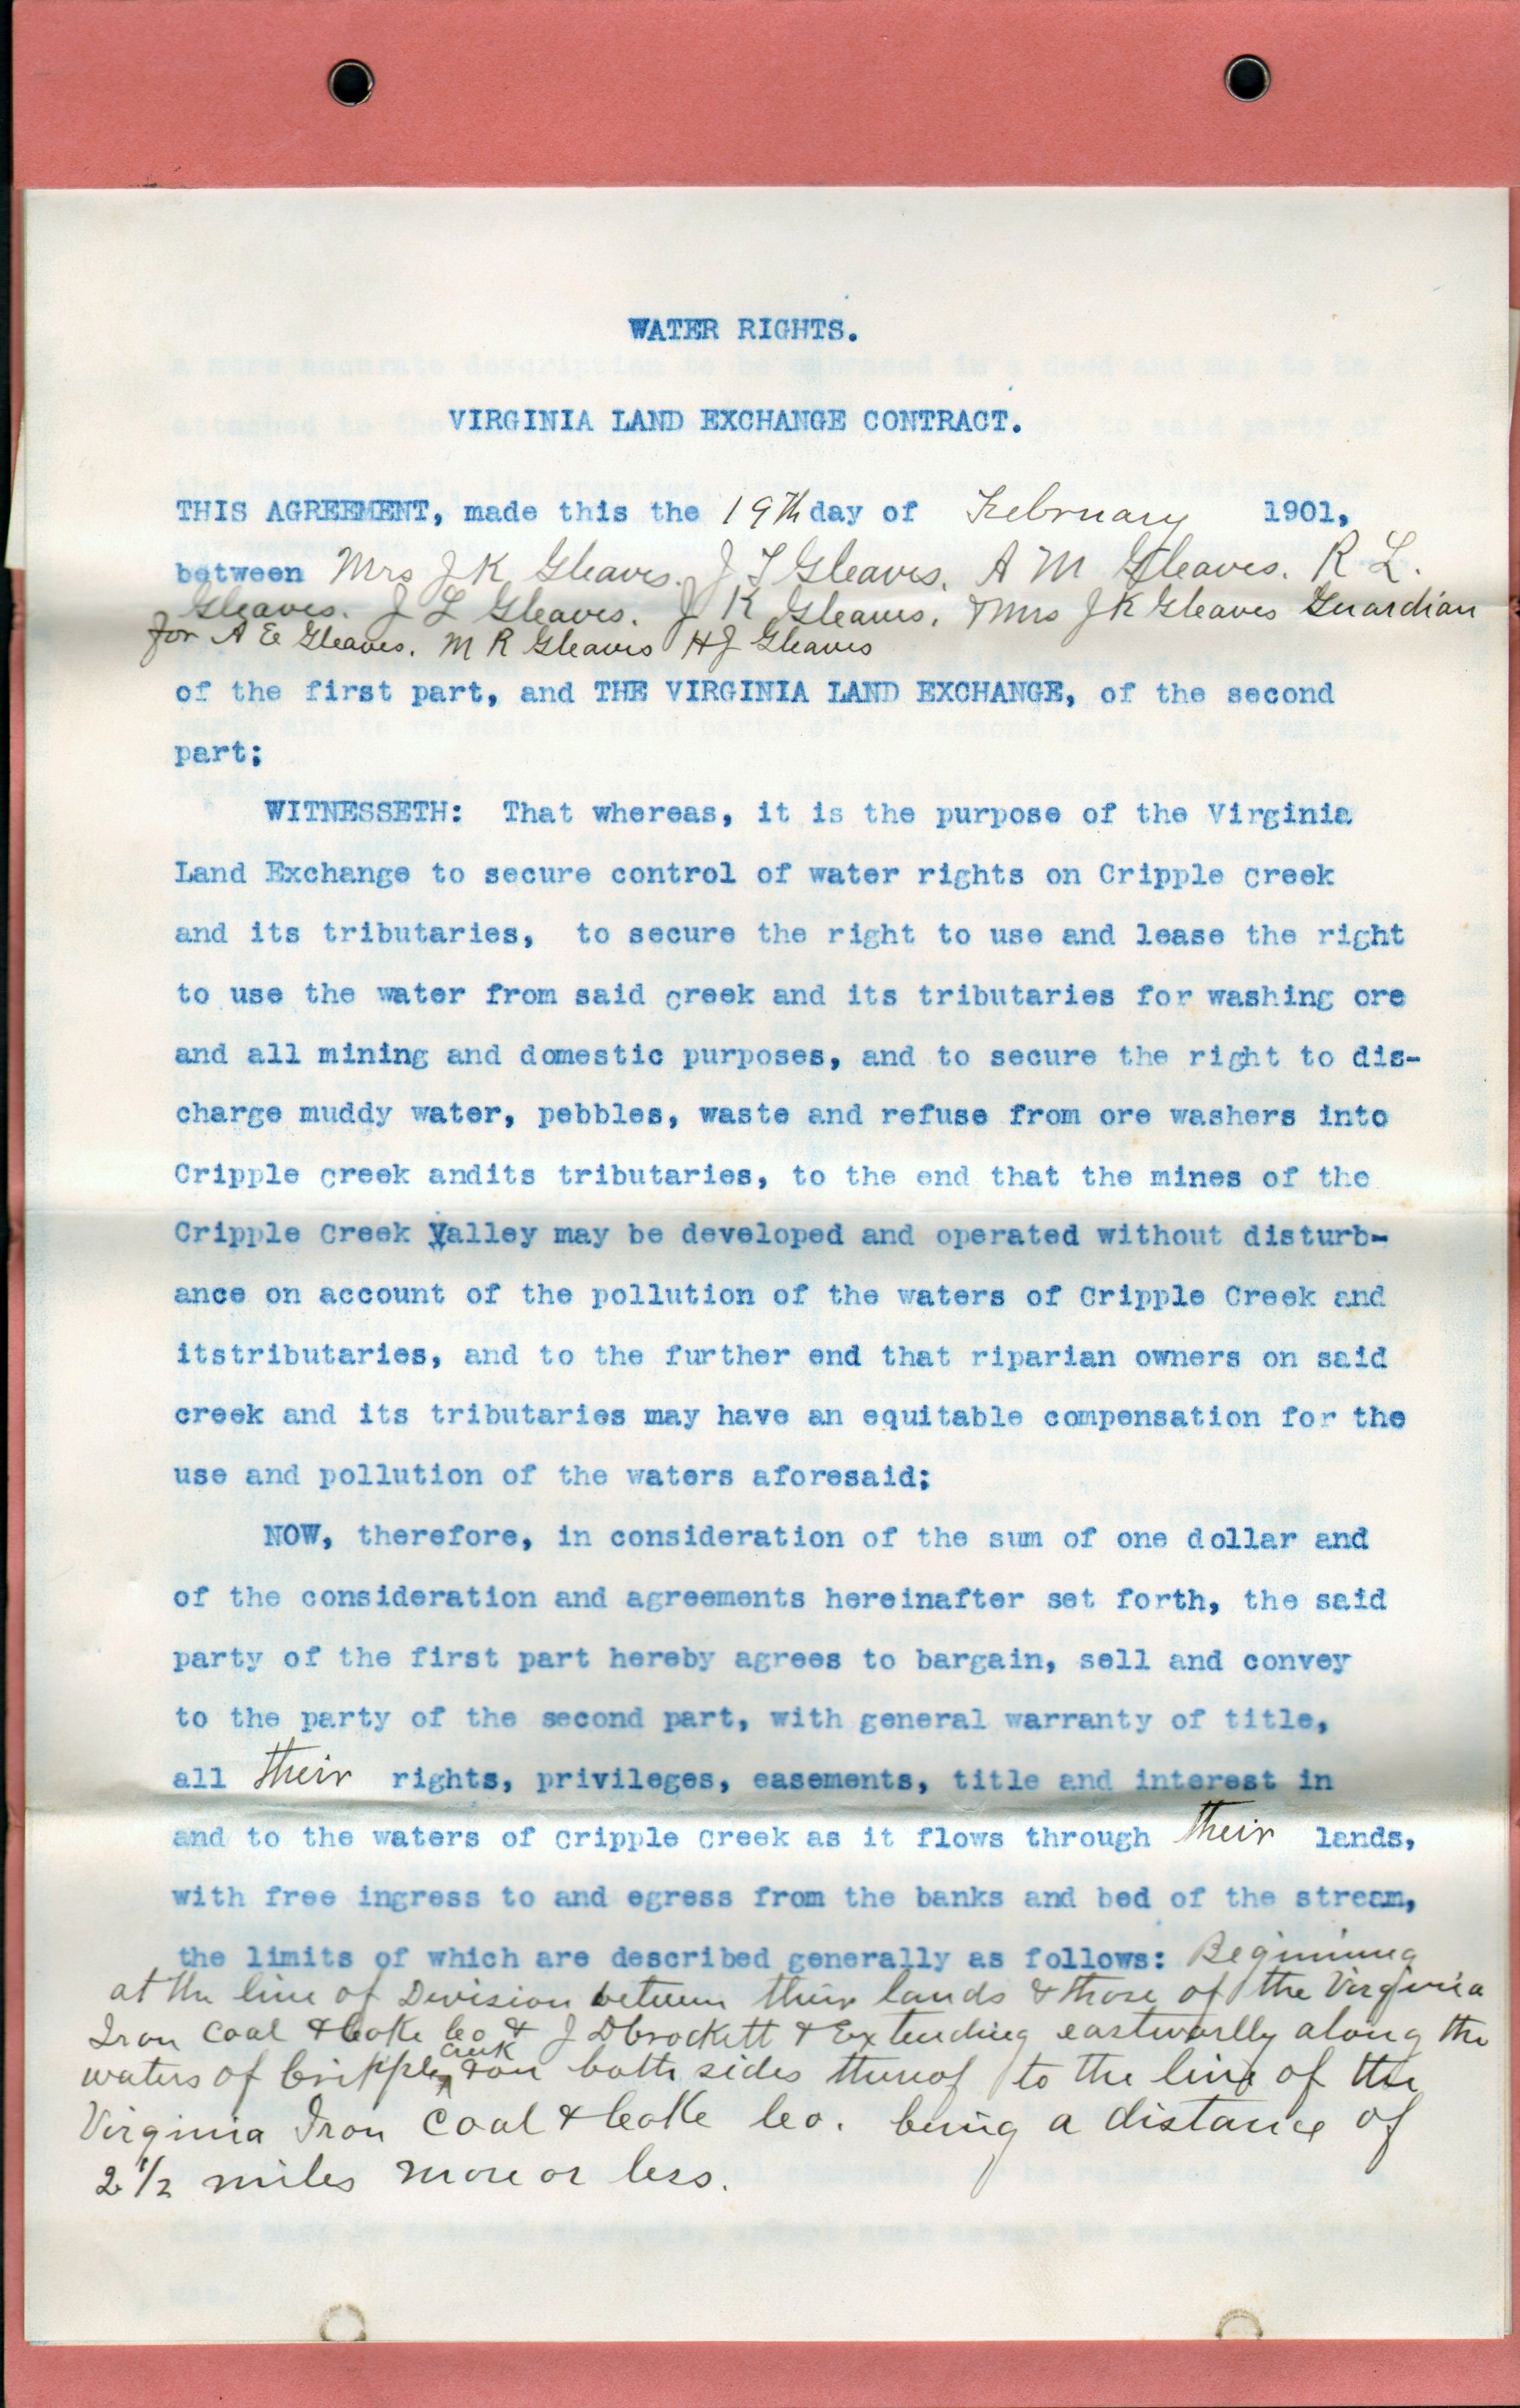 WATER RIGHTS.
VIRGINIA LAND EXCHANGE CONTRACT.
THIS AGREEMENT, made this the 19th day of February 1901,
between Mrs J K Gleaves. J T Gleaves. A M Gleaves. R L.
Gleaves. J L Gleaves. J K Gleaves, & Mrs J K Gleaves Guardian
for A E Gleaves. M R Gleaves H J Gleaves
of the first part, and THE VIRGINIA LAND EXCHANGE, of the second
part;
WITNESSETH: That whereas, it is the purpose of the Virginia
Land Exchange to secure control of water rights on Cripple creek
and its tributaries, to secure the right to use and lease the right
to use the water from said creek and its tributaries for washing ore
and all mining and domestic purposes, and to secure the right to dis-
charge muddy water, pebbles, waste and refuse from ore washers into
Cripple creek andits tributaries, to the end that the mines of the
Cripple Creek Valley may be developed and operated without disturb-
ance on account of the pollution of the waters of Cripple Creek and
itstributaries, and to the further end that riparian owners on said
creek and its tributaries may have an equitable compensation for the
use and pollution of the waters aforesaid;
NOW, therefore, in consideration of the sum of one dollar and
of the consideration and agreements hereinafter set forth, the said
party of the first part hereby agrees to bargain, sell and convey
to the party of the second part, with general warranty of title,
all their rights, privileges, easements, title and interest in
and to the waters of Cripple Creek as it flows through their lands,
with free ingress to and egress from the banks and bed of the stream,
the limits of which are described generally as follows: Beginning
at the line of Division between their lands & those of the Virginia
Iron Coal & Coke Co & J D Crockett & Extending eastwardly along the
waters of Cripple creek & on both sides thereof to the line of the
Virginia Iron Coal & Coke Co. being a distance of
2 1/2 miles more or less.